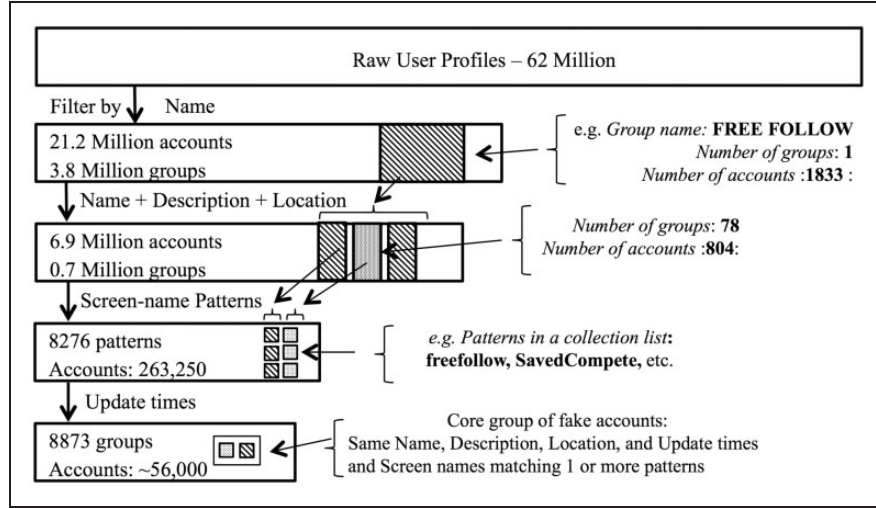 Raw User Profiles – 62 Million
Filter by Name
21.2 Million accounts
3.8 Million groups
e.g. Group name: FREE FOLLOW
Number of groups: 1
Number of accounts :1833 :
Name + Description + Location
6.9 Million accounts
0.7 Million groups
Number of groups: 78
Number of accounts :804:
Screen-name Patterns
8276 patterns
Accounts: 263,250
e.g. Patterns in a collection list:
freefollow, SavedCompete, etc.
Update times
8873 groups
Accounts: ~56,000
Core group of fake accounts:
Same Name, Description, Location, and Update times
and Screen names matching 1 or more patterns